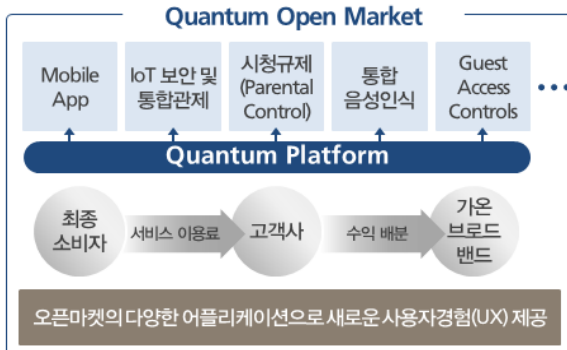 Quantum Open Market
Mobile
App
IoT 보안 및
통합관제
시청규제
(Parental
Control)
통합
음성인식
Guest
Access
Controls
Quantum Platform
최종
소비자
서비스 이용료
고객사
수익 배분
가온
브로드
밴드
오픈마켓의 다양한 어플리케이션으로 새로운 사용자경험(UX) 제공